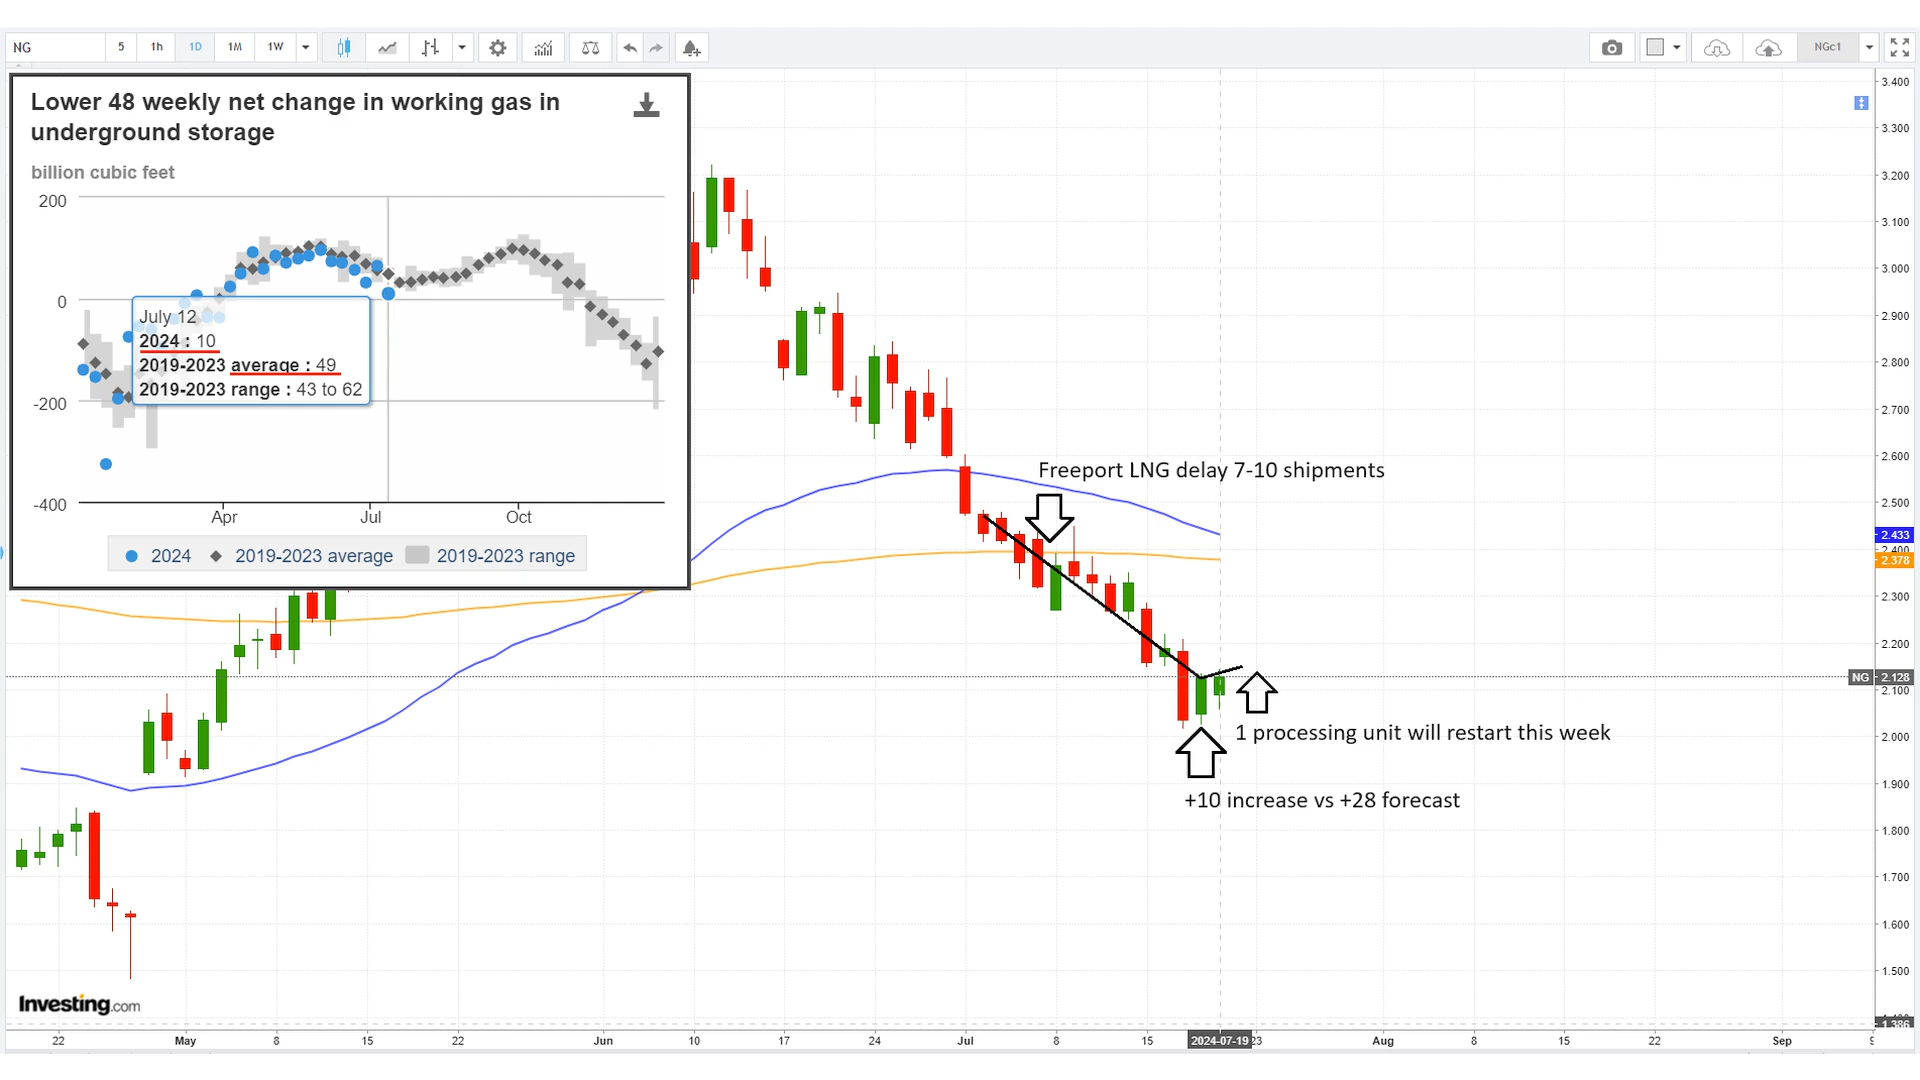 NG 5 1h 1D 1M 1W NGc1
Lower 48 weekly net change in working gas in
underground storage
billion cubic feet
200
0
-200
-400
July 12
2024 : 10
2019-2023 average : 49
2019-2023 range : 43 to 62
Apr Jul Oct
2024 2019-2023 average 2019-2023 range
Freeport LNG delay 7-10 shipments
1 processing unit will restart this week
+10 increase vs +28 forecast
3.400
3.300
3.200
3.100
3.000
2.900
2.800
2.700
2.600
2.500
2.433
2.400
2.378
2.300
2.200
NG 2.128
2.100
2.000
1.900
1.800
1.700
1.600
1.500
1.386
Investing.com
22 May 8 15 22 Jun 10 17 24 Jul 8 15 2024-07-19 23 Aug 8 15 22 Sep 9